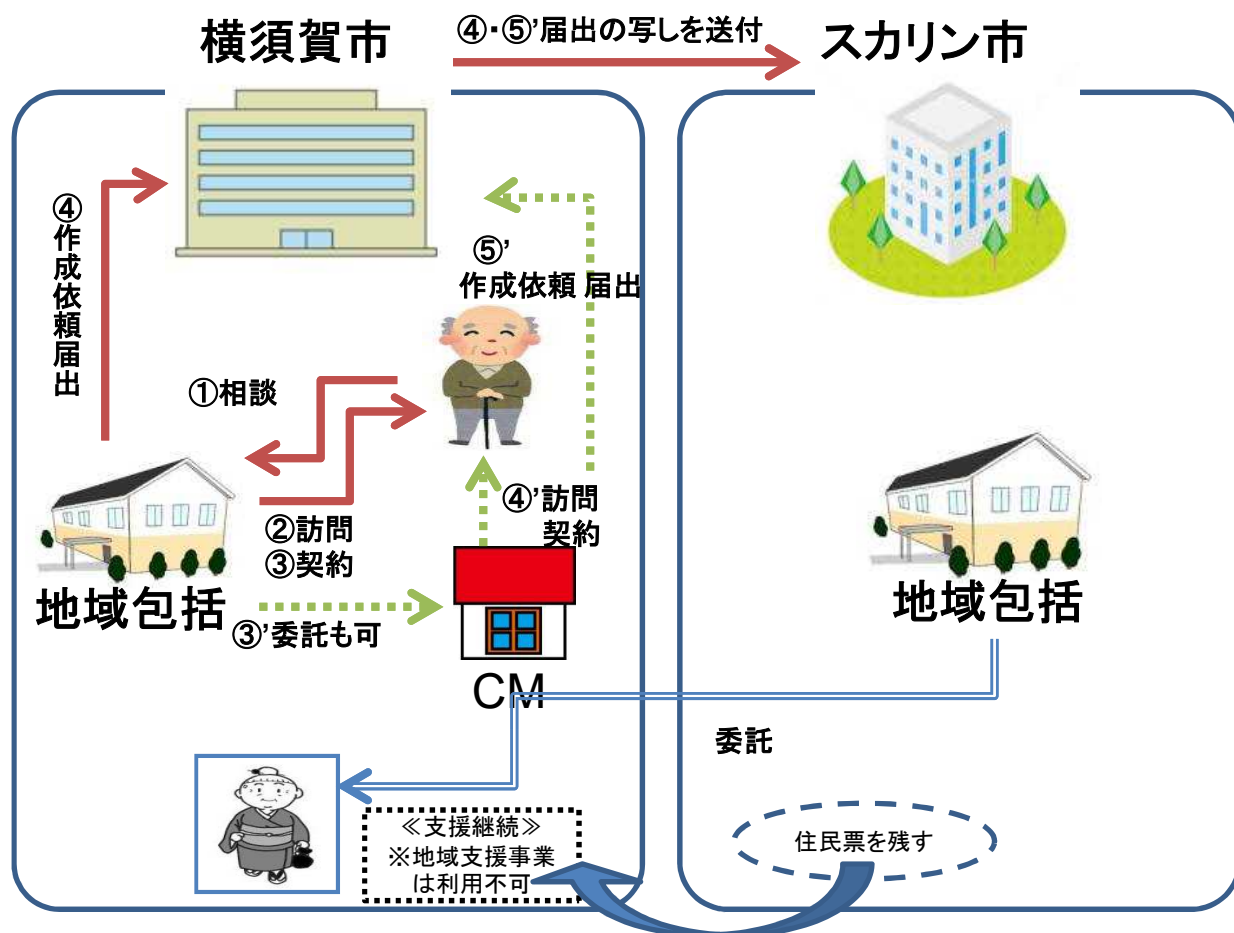 横須賀市
④・⑤’届出の写しを送付
スカリン市
④作成依頼届出
⑤’
作成依頼 届出
①相談
②訪問
③契約
④’訪問
契約
地域包括
③’委託も可
CM
地域包括
委託
≪支援継続≫
※地域支援事業
は利用不可
住民票を残す